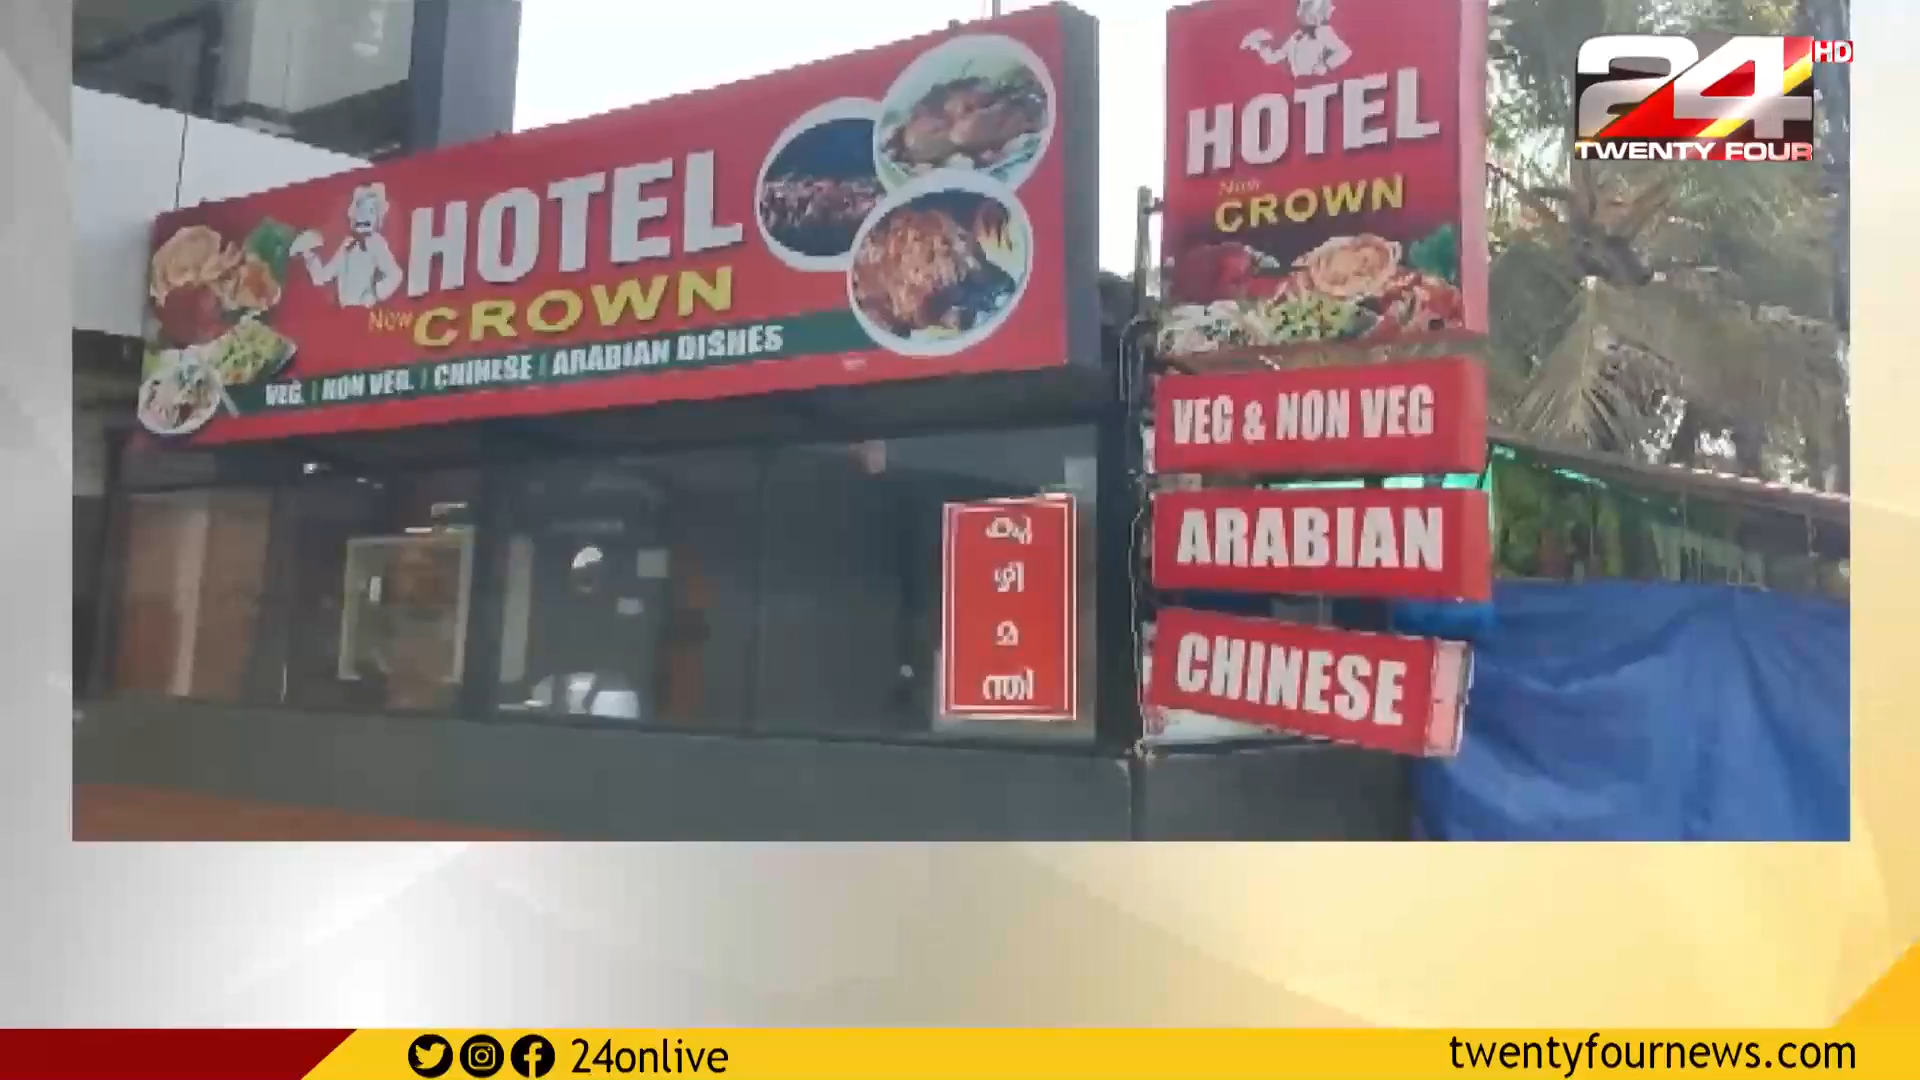 HOTEL
New CROWN
VEG. | NON VEG. | CHINESE | ARABIAN DISHES
കു
ഴി
മ
ന്തി
HOTEL
New
CROWN
VEG & NON VEG
ARABIAN
CHINESE
24 HD
TWENTY FOUR
24onlive
twentyfournews.com